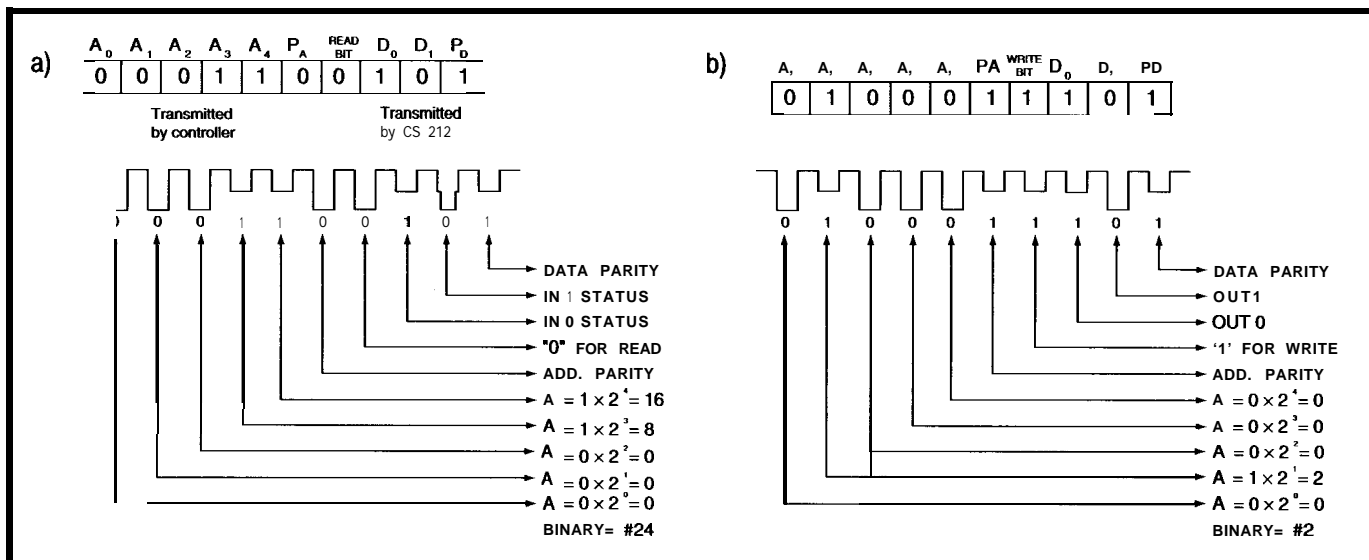 a)
A0 A1 A2 A3 A4 PA READ BIT D0 D1 PD
0 0 0 1 1 0 0 1 0 1
Transmitted by controller
Transmitted by CS 212
0 0 1 1 0 0 1 0 1
DATA PARITY
IN 1 STATUS
IN 0 STATUS
"0" FOR READ
ADD. PARITY
A = 1 × 2⁴ = 16
A = 1 × 2³ = 8
A = 0 × 2² = 0
A = 0 × 2¹ = 0
A = 0 × 2⁰ = 0
BINARY= #24
b)
A, A, A, A, A, PA WRITE BIT D0 D, PD
0 1 0 0 0 1 1 1 0 1
0 1 0 0 0 1 1 1 0 1
DATA PARITY
OUT1
OUT 0
'1' FOR WRITE
ADD. PARITY
A = 0 × 2⁴ = 0
A = 0 × 2³ = 0
A = 0 × 2² = 0
A = 1 × 2¹ = 2
A = 0 × 2⁰ = 0
BINARY= #2